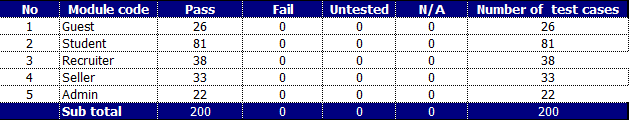 No Module code Pass Fail Untested N/A Number of  test cases
1 Guest 26 0 0 0 26
2 Student 81 0 0 0 81
3 Recruiter 38 0 0 0 38
4 Seller 33 0 0 0 33
5 Admin 22 0 0 0 22
Sub total 200 0 0 0 200